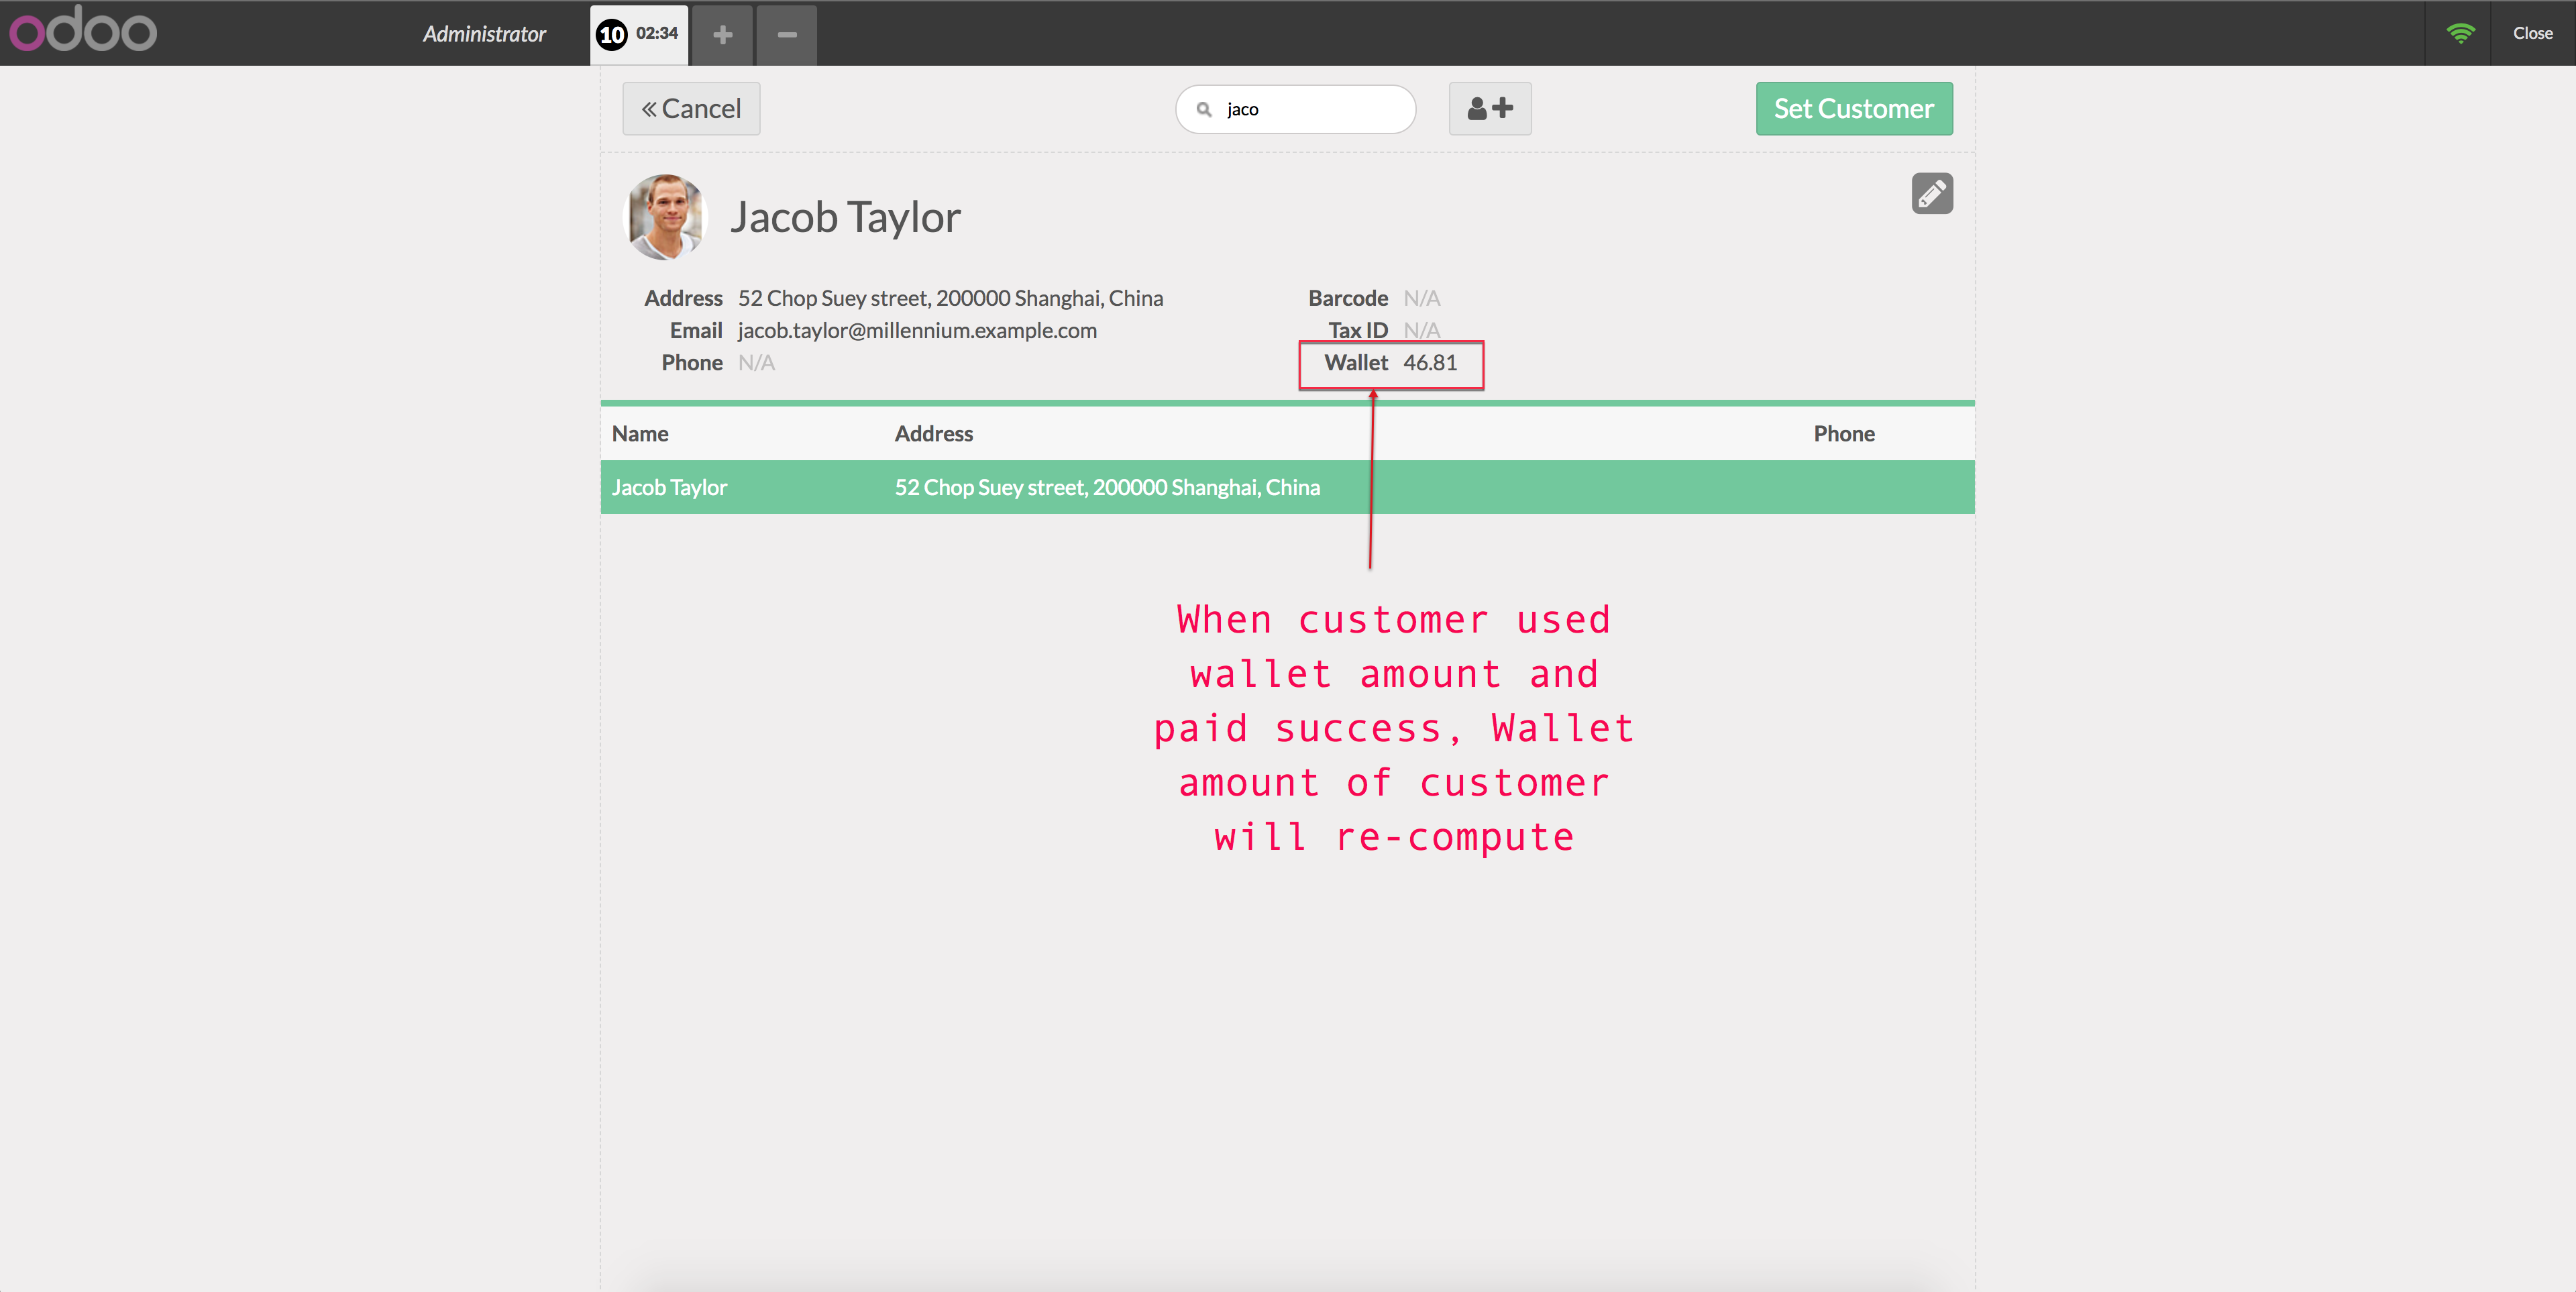 odoo
Administrator
10 02:34
+
−
Close
Cancel
jaco
Set Customer
Jacob Taylor
Address 52 Chop Suey street, 200000 Shanghai, China
Email jacob.taylor@millennium.example.com
Phone N/A
Barcode N/A
Tax ID N/A
Wallet 46.81
Name Address Phone
Jacob Taylor 52 Chop Suey street, 200000 Shanghai, China
When customer used
wallet amount and
paid success, Wallet
amount of customer
will re-compute